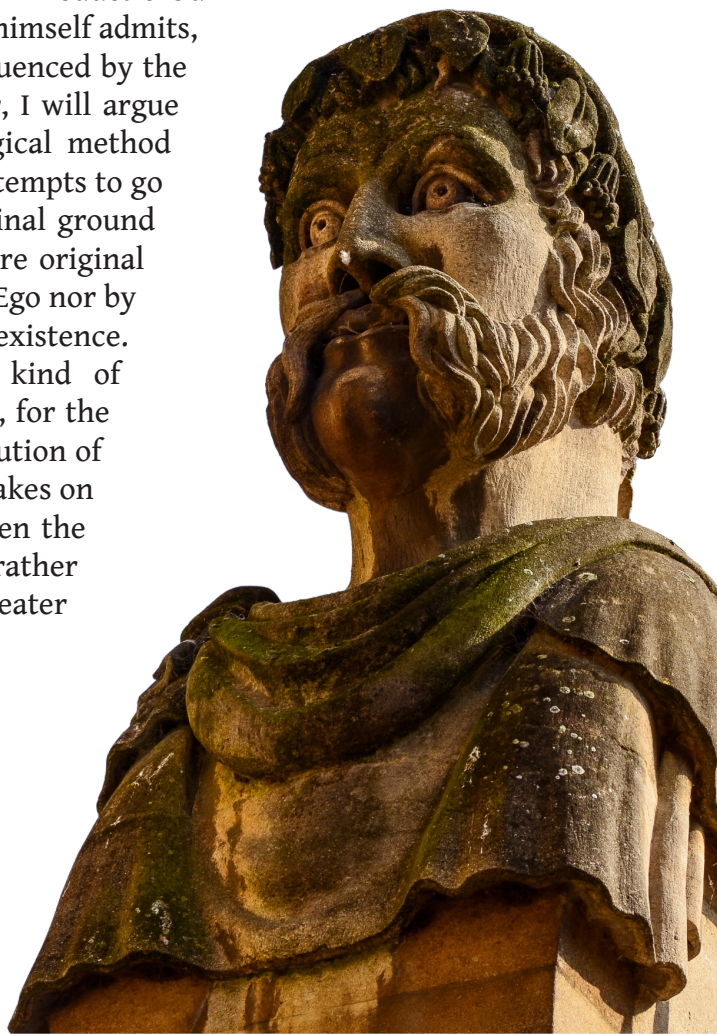 himself admits,
uenced by the
, I will argue
gical method
tempts to go
inal ground
re original
Ego nor by
existence.
kind of
, for the
ution of
akes on
en the
rather
eater